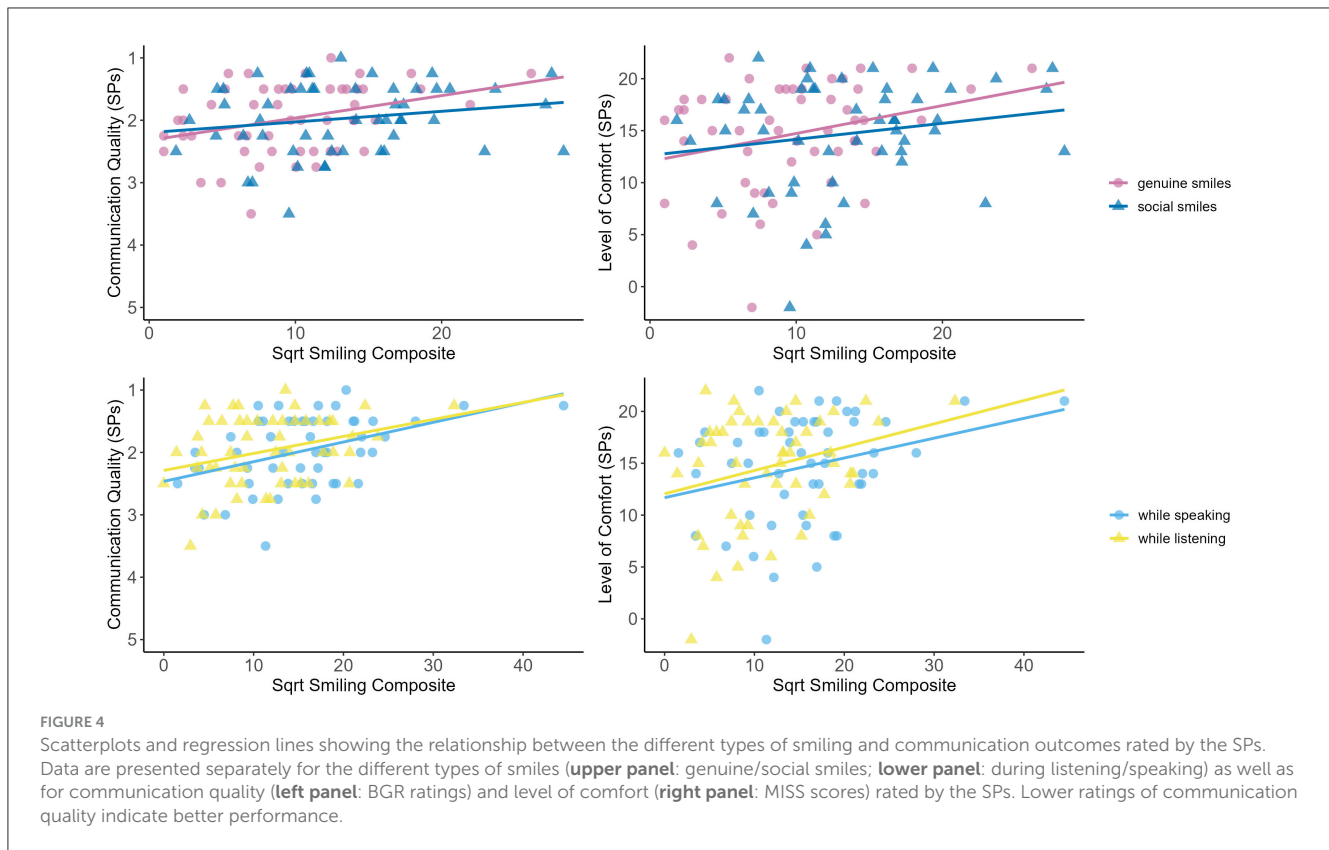 1
2
3
4
5
Communication Quality (SPs)
0
10
20
Sqrt Smiling Composite
20
15
10
5
0
Level of Comfort (SPs)
0
10
20
Sqrt Smiling Composite
genuine smiles
social smiles
1
2
3
4
5
Communication Quality (SPs)
0
10
20
30
40
Sqrt Smiling Composite
20
15
10
5
0
Level of Comfort (SPs)
0
10
20
30
40
Sqrt Smiling Composite
while speaking
while listening
FIGURE 4
Scatterplots and regression lines showing the relationship between the different types of smiling and communication outcomes rated by the SPs.
Data are presented separately for the different types of smiles (upper panel: genuine/social smiles; lower panel: during listening/speaking) as well as
for communication quality (left panel: BGR ratings) and level of comfort (right panel: MISS scores) rated by the SPs. Lower ratings of communication
quality indicate better performance.